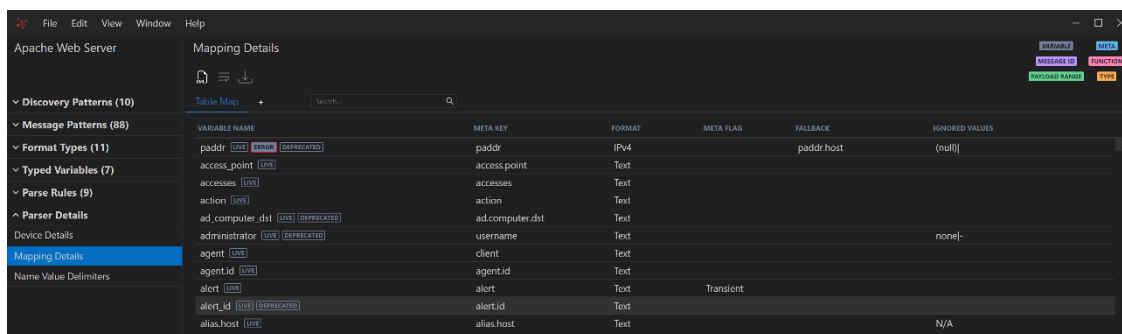 File Edit View Window Help
Apache Web Server
Mapping Details
VARIABLE META
MESSAGE ID FUNCTION
PAYLOAD RANGE TYPE
Discovery Patterns (10)
Message Patterns (88)
Format Types (11)
Typed Variables (7)
Parse Rules (9)
Parser Details
Device Details
Mapping Details
Name Value Delimiters
Table Map + Search...
VARIABLE NAME META KEY FORMAT META FLAG FALLBACK IGNORED VALUES
paddr LIVE ERROR DEPRECATED paddr IPv4 paddr.host (null)|
access_point LIVE access.point Text
accesses LIVE accesses Text
action LIVE action Text
ad_computer_dst LIVE DEPRECATED ad.computer.dst Text
administrator LIVE DEPRECATED username Text none|-
agent LIVE client Text
agent.id LIVE agent.id Text
alert LIVE alert Text Transient
alert_id LIVE DEPRECATED alert.id Text
alias.host LIVE alias.host Text N/A